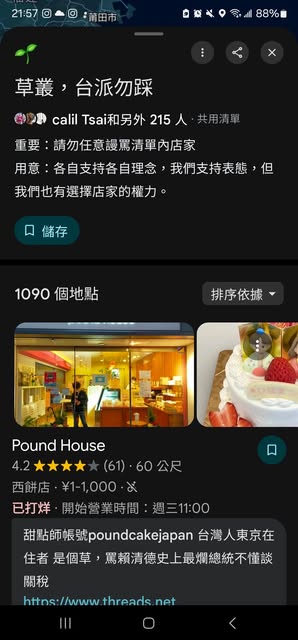 21:57
莆田市
88%
草叢，台派勿踩
calil Tsai和另外 215 人 · 共用清單
重要：請勿任意謾罵清單內店家
用意：各自支持各自理念，我們支持表態，但
我們也有選擇店家的權力。
儲存
1090 個地點
排序依據
Pound House
4.2 (61) · 60 公尺
西餅店 · ¥1-1,000 ·
已打烊 · 開始營業時間：週三11:00
甜點師帳號poundcakejapan 台灣人東京在
住者 是個草，罵賴清德史上最爛總統不懂談
關稅
https://www.threads.net